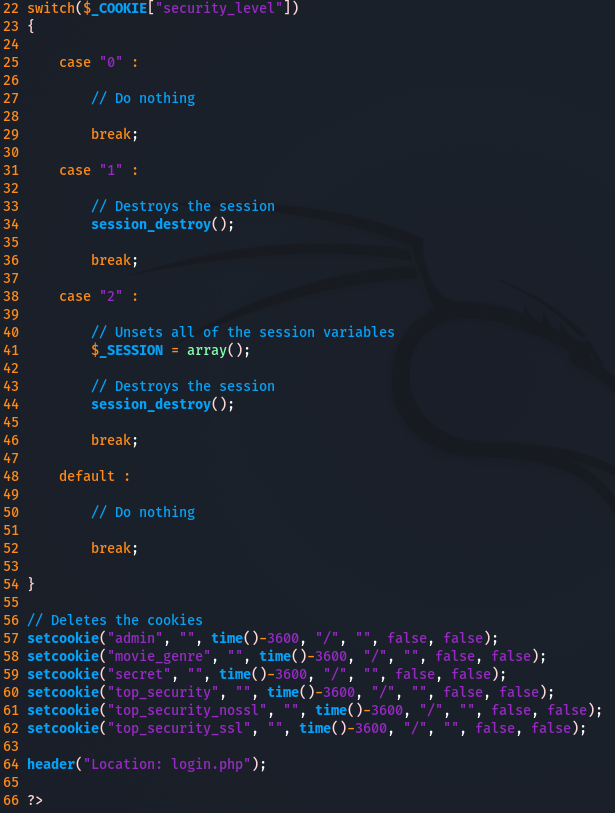 22 switch($_COOKIE["security_level"])
23 {
24
25     case "0" :
26
27         // Do nothing
28
29         break;
30
31     case "1" :
32
33         // Destroys the session
34         session_destroy();
35
36         break;
37
38     case "2" :
39
40         // Unsets all of the session variables
41         $_SESSION = array();
42
43         // Destroys the session
44         session_destroy();
45
46         break;
47
48     default :
49
50         // Do nothing
51
52         break;
53
54 }
55
56 // Deletes the cookies
57 setcookie("admin", "", time()-3600, "/", "", false, false);
58 setcookie("movie_genre", "", time()-3600, "/", "", false, false);
59 setcookie("secret", "", time()-3600, "/", "", false, false);
60 setcookie("top_security", "", time()-3600, "/", "", false, false);
61 setcookie("top_security_nossl", "", time()-3600, "/", "", false, false);
62 setcookie("top_security_ssl", "", time()-3600, "/", "", false, false);
63
64 header("Location: login.php");
65
66 ?>